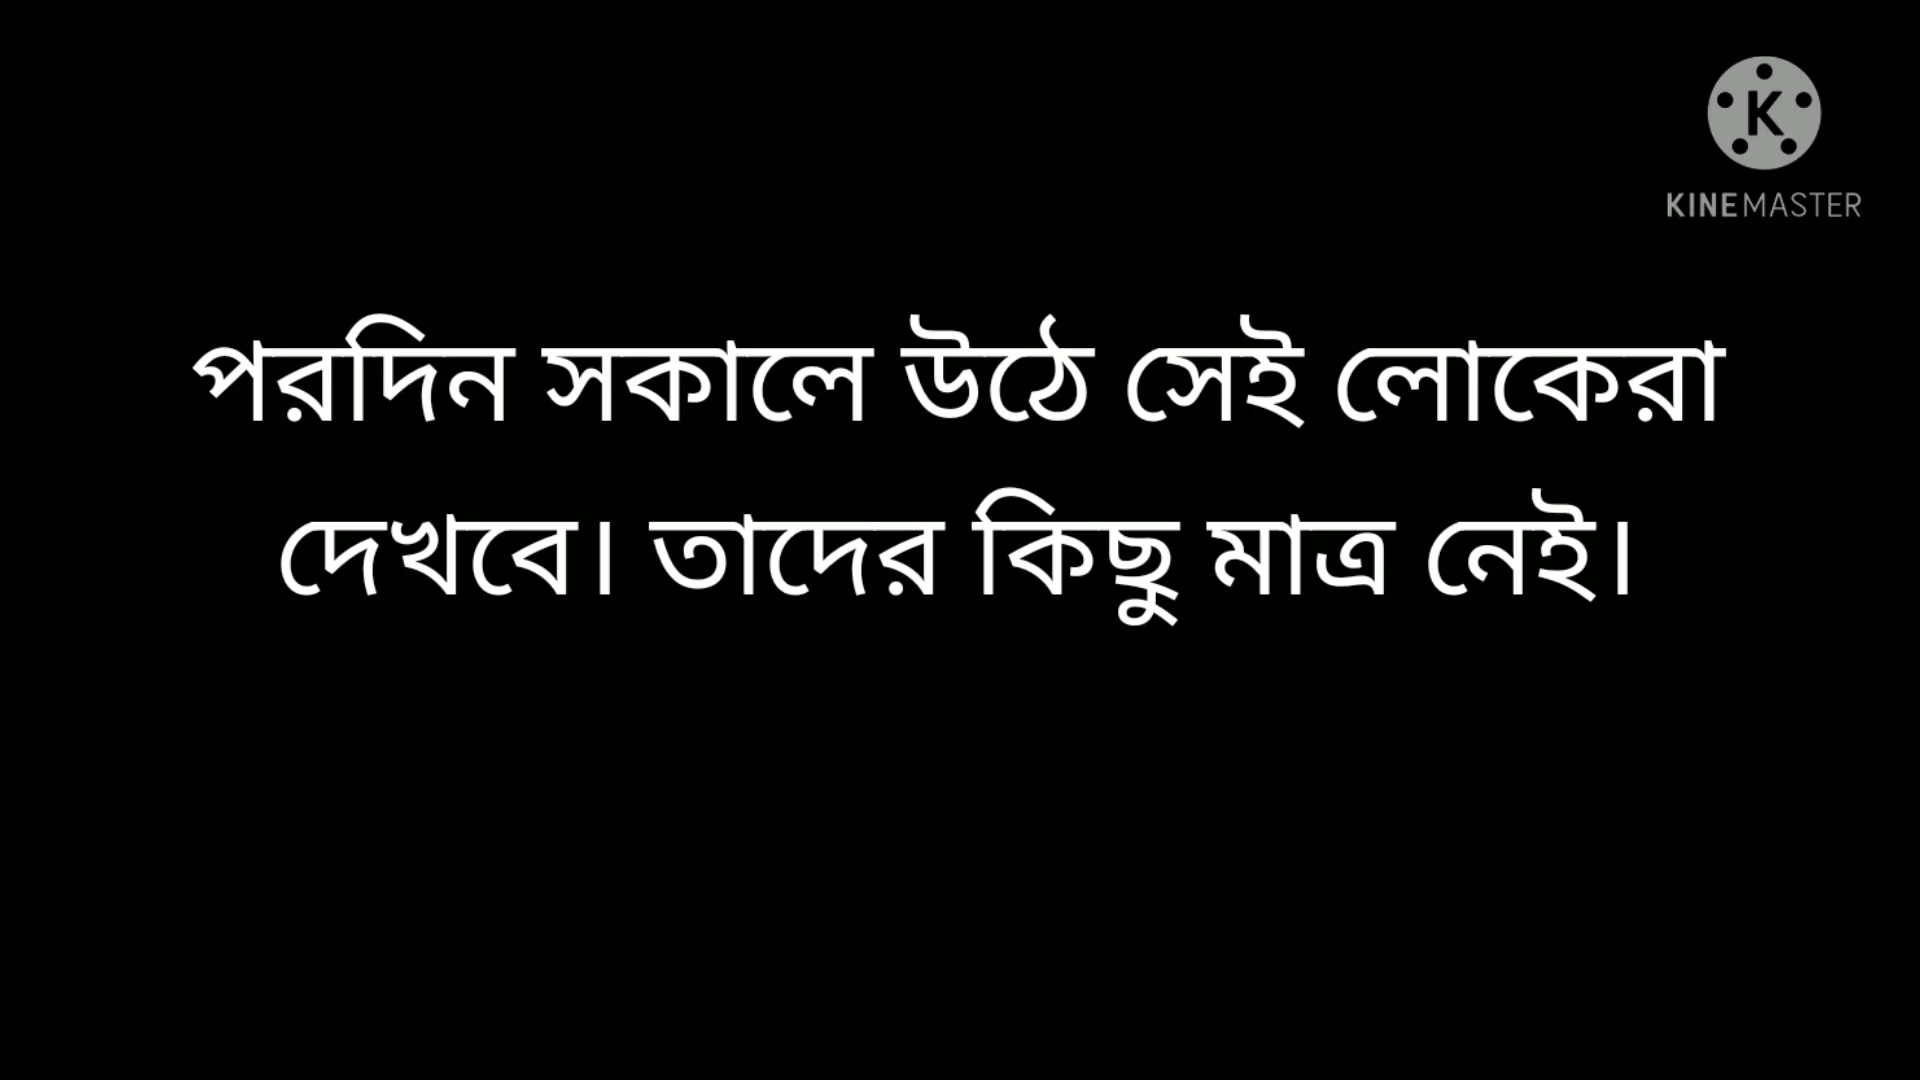 KINEMASTER
পরদিন সকালে উঠে সেই লোকেরা
দেখবে। তাদের কিছু মাত্র নেই।